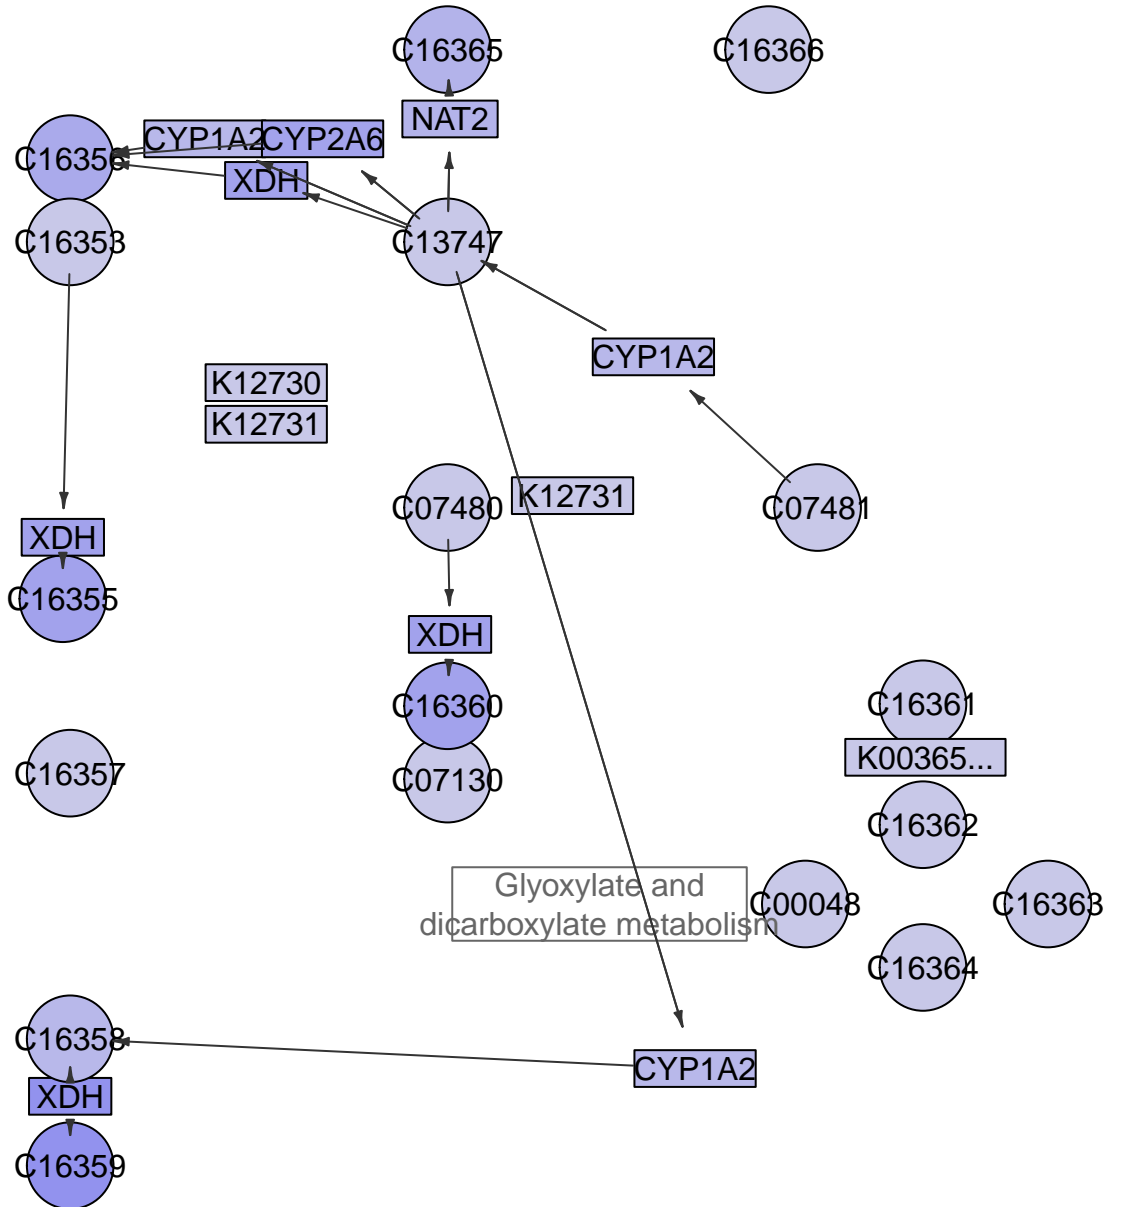 C16365
C16366
NAT2
CYP1A2
CYP2A6
C16356
XDH
C16353
C13747
CYP1A2
K12730
K12731
K12731
C07480
C07481
XDH
C16355
XDH
C16360
C16361
K00365...
C16357
C07130
C16362
Glyoxylate and
dicarboxylate metabolism
C00048
C16363
C16364
C16358
CYP1A2
XDH
C16359